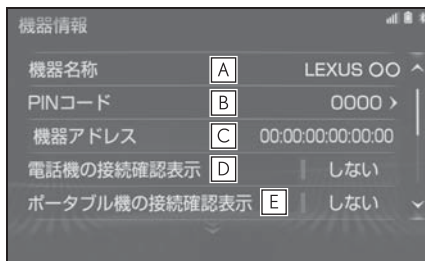 機器情報
機器名称 A LEXUS ○○
PINコード B 0000 >
機器アドレス C 00:00:00:00:00:00
電話機の接続確認表示 D しない
ポータブル機の接続確認表示 E しない